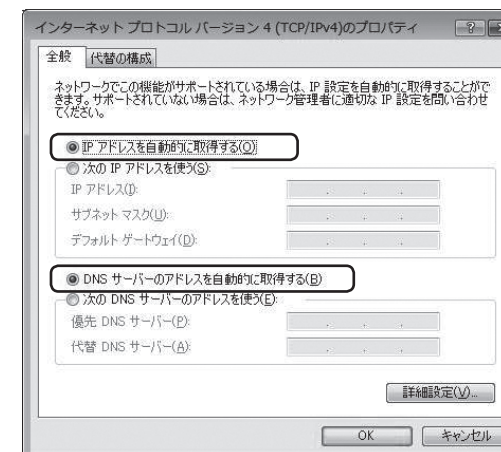 インターネット プロトコル バージョン 4 (TCP/IPv4)のプロパティ
全般
代替の構成
ネットワークでこの機能がサポートされている場合は、IP 設定を自動的に取得することがで
きます。サポートされていない場合は、ネットワーク管理者に適切な IP 設定を問い合わせ
てください。
IP アドレスを自動的に取得する(O)
次の IP アドレスを使う(S):
IP アドレス(I):
サブネット マスク(U):
デフォルト ゲートウェイ(D):
DNS サーバーのアドレスを自動的に取得する(B)
次の DNS サーバーのアドレスを使う(E):
優先 DNS サーバー(P):
代替 DNS サーバー(A):
詳細設定(V)...
OK
キャンセル